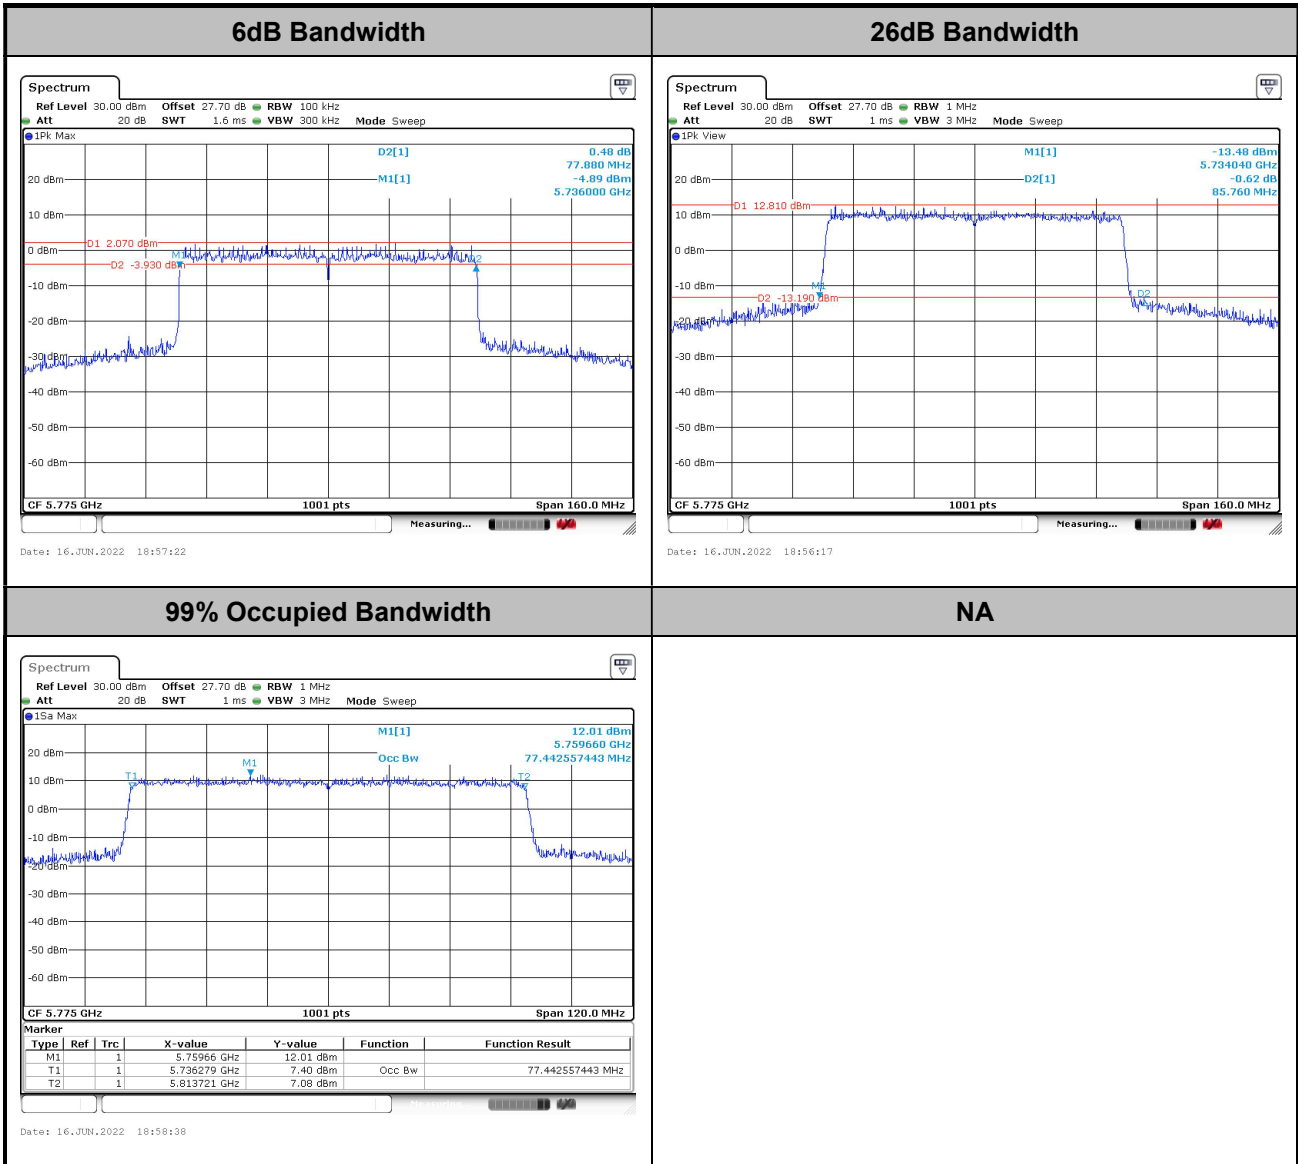 6dB Bandwidth
26dB Bandwidth
Spectrum
Ref Level 30.00 dBm Offset 27.70 dB RBW 100 kHz
Att 20 dB SWT 1.6 ms VBW 300 kHz Mode Sweep
1Pk Max
D2[1] 0.48 dB
77.880 MHz
M1[1] -4.89 dBm
5.736000 GHz
20 dBm
10 dBm
D1 2.070 dBm
0 dBm
M1
D2
D2 -3.930 dBm
-10 dBm
-20 dBm
-30 dBm
-40 dBm
-50 dBm
-60 dBm
CF 5.775 GHz 1001 pts Span 160.0 MHz
Measuring...
Date: 16.JUN.2022 18:57:22
Spectrum
Ref Level 30.00 dBm Offset 27.70 dB RBW 1 MHz
Att 20 dB SWT 1 ms VBW 3 MHz Mode Sweep
1Pk View
M1[1] -13.48 dBm
5.734040 GHz
20 dBm
D2[1] -0.62 dB
85.760 MHz
D1 12.810 dBm
10 dBm
0 dBm
-10 dBm
M1
D2
D2 -13.190 dBm
-20 dBm
-30 dBm
-40 dBm
-50 dBm
-60 dBm
CF 5.775 GHz 1001 pts Span 160.0 MHz
Measuring...
Date: 16.JUN.2022 18:56:17
99% Occupied Bandwidth
NA
Spectrum
Ref Level 30.00 dBm Offset 27.70 dB RBW 1 MHz
Att 20 dB SWT 1 ms VBW 3 MHz Mode Sweep
1Sa Max
M1[1] 12.01 dBm
5.759660 GHz
20 dBm
Occ Bw 77.442557443 MHz
M1
T1
T2
10 dBm
0 dBm
-10 dBm
-20 dBm
-30 dBm
-40 dBm
-50 dBm
-60 dBm
CF 5.775 GHz 1001 pts Span 120.0 MHz
Marker
Type Ref Trc X-value Y-value Function Function Result
M1 1 5.75966 GHz 12.01 dBm
T1 1 5.736279 GHz 7.40 dBm Occ Bw 77.442557443 MHz
T2 1 5.813721 GHz 7.08 dBm
Measuring...
Date: 16.JUN.2022 18:58:38